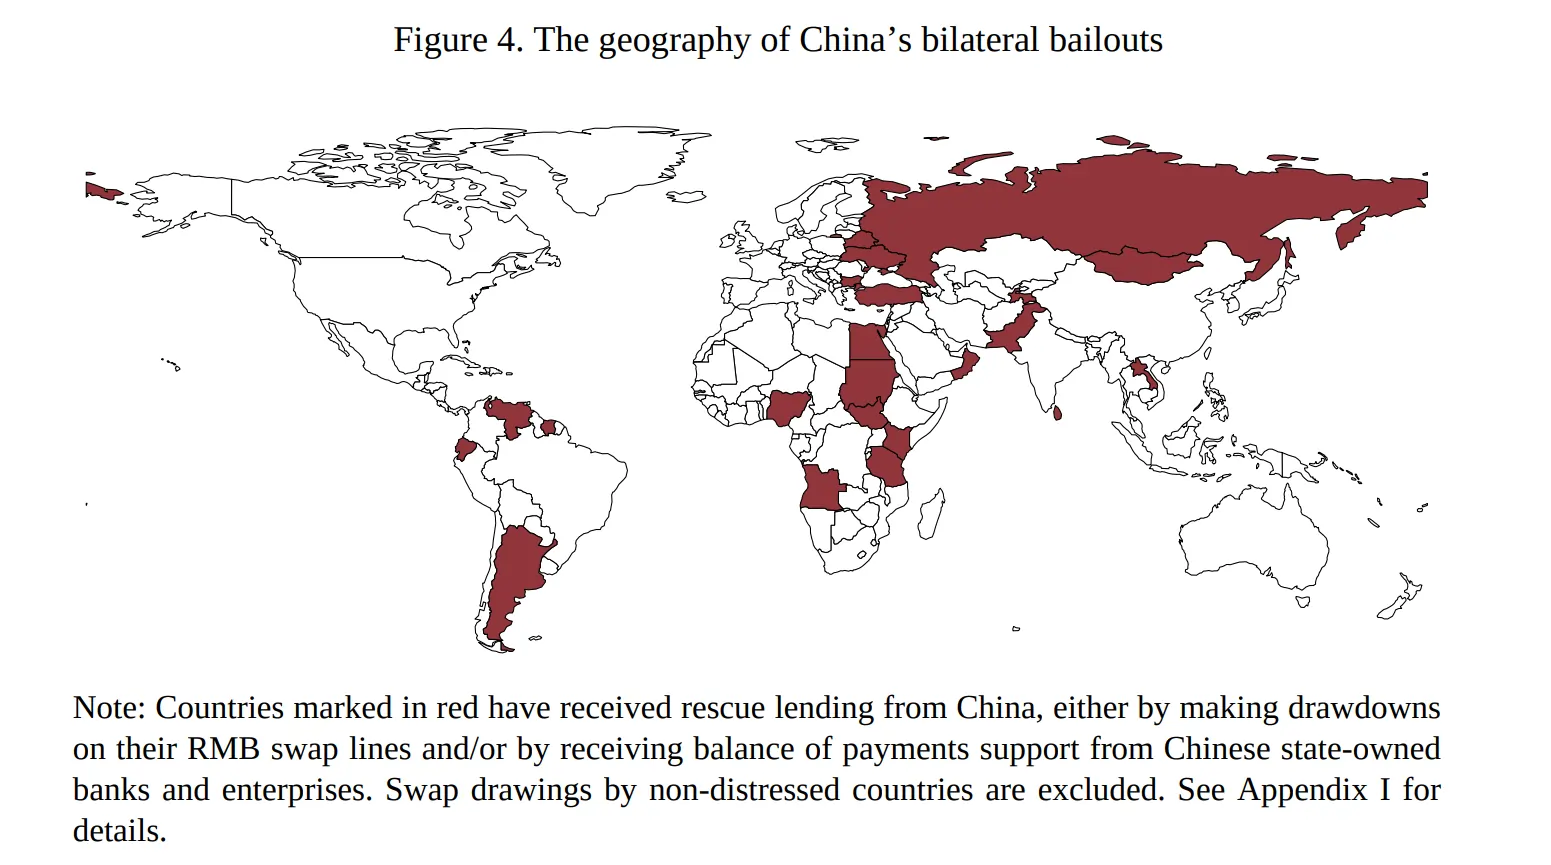 Figure 4. The geography of China’s bilateral bailouts
Note: Countries marked in red have received rescue lending from China, either by making drawdowns
on their RMB swap lines and/or by receiving balance of payments support from Chinese state-owned
banks and enterprises. Swap drawings by non-distressed countries are excluded. See Appendix I for
details.